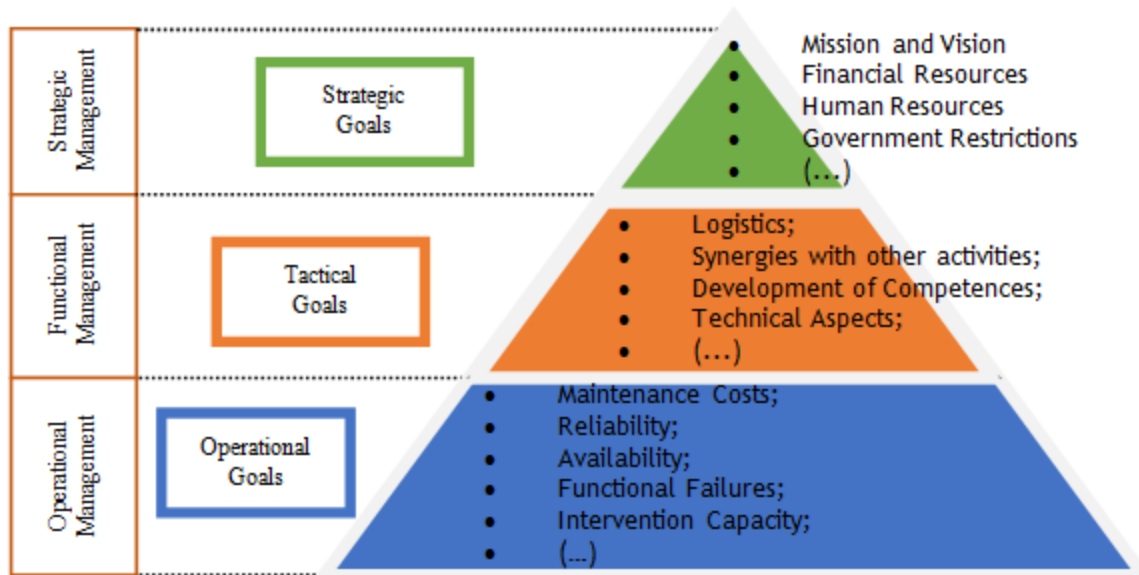 Strategic
Management
Strategic
Goals
• Mission and Vision
• Financial Resources
• Human Resources
• Government Restrictions
• (...)
Functional
Management
Tactical
Goals
• Logistics;
• Synergies with other activities;
• Development of Competences;
• Technical Aspects;
• (...)
Operational
Management
Operational
Goals
• Maintenance Costs;
• Reliability;
• Availability;
• Functional Failures;
• Intervention Capacity;
• (...)